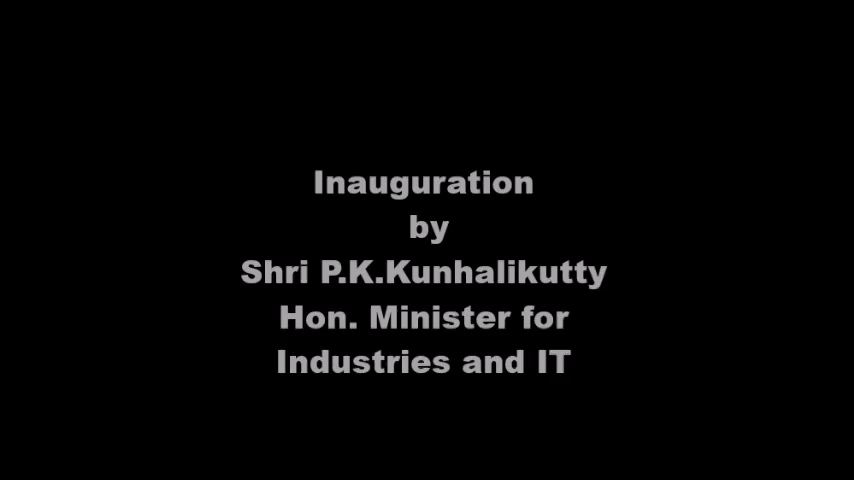 Inauguration
by
Shri P.K.Kunhalikutty
Hon. Minister for
Industries and IT